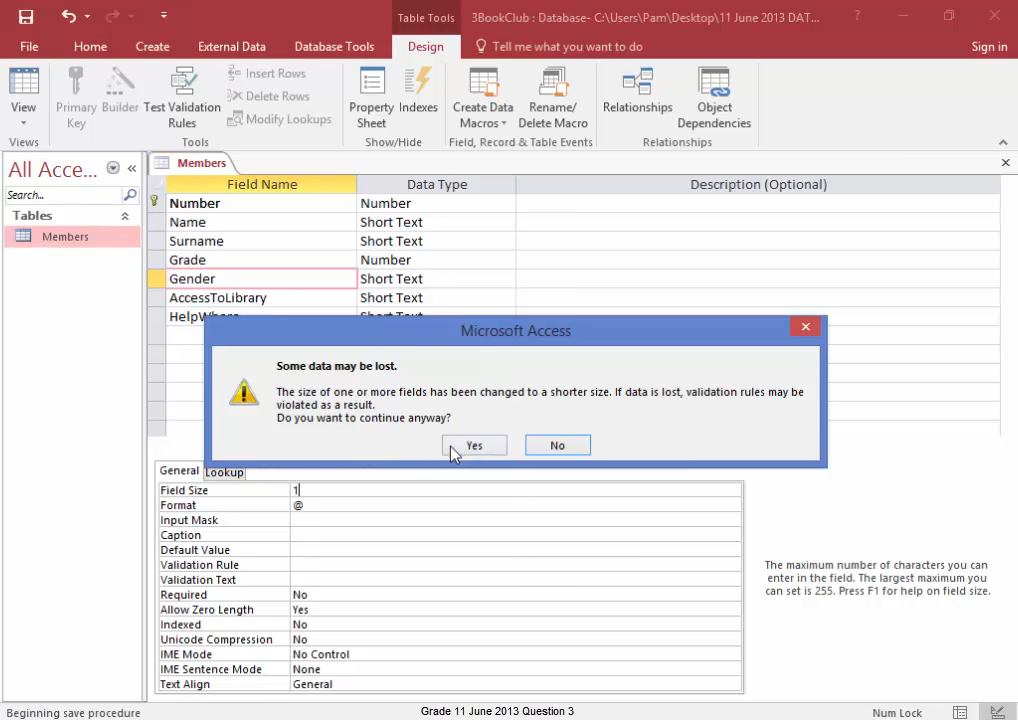 Table Tools
3BookClub : Database- C:\Users\Pam\Desktop\11 June 2013 DAT...
?
File
Home
Create
External Data
Database Tools
Design
Tell me what you want to do
Sign in
View
Primary Key
Builder
Test Validation Rules
Insert Rows
Delete Rows
Modify Lookups
Property Sheet
Indexes
Create Data Macros
Rename/ Delete Macro
Relationships
Object Dependencies
Views
Tools
Show/Hide
Field, Record & Table Events
Relationships
All Acce...
Search...
Tables
Members
Members
Field Name Data Type Description (Optional)
Number Number
Name Short Text
Surname Short Text
Grade Number
Gender Short Text
AccessToLibrary Short Text
Microsoft Access
Some data may be lost.
The size of one or more fields has been changed to a shorter size. If data is lost, validation rules may be
violated as a result.
Do you want to continue anyway?
Yes No
General Lookup
Field Size 1
Format @
Input Mask
Caption
Default Value
Validation Rule
Validation Text
Required No
Allow Zero Length Yes
Indexed No
Unicode Compression No
IME Mode No Control
IME Sentence Mode None
Text Align General
The maximum number of characters you can
enter in the field. The largest maximum you
can set is 255. Press F1 for help on field size.
Beginning save procedure
Grade 11 June 2013 Question 3
Num Lock